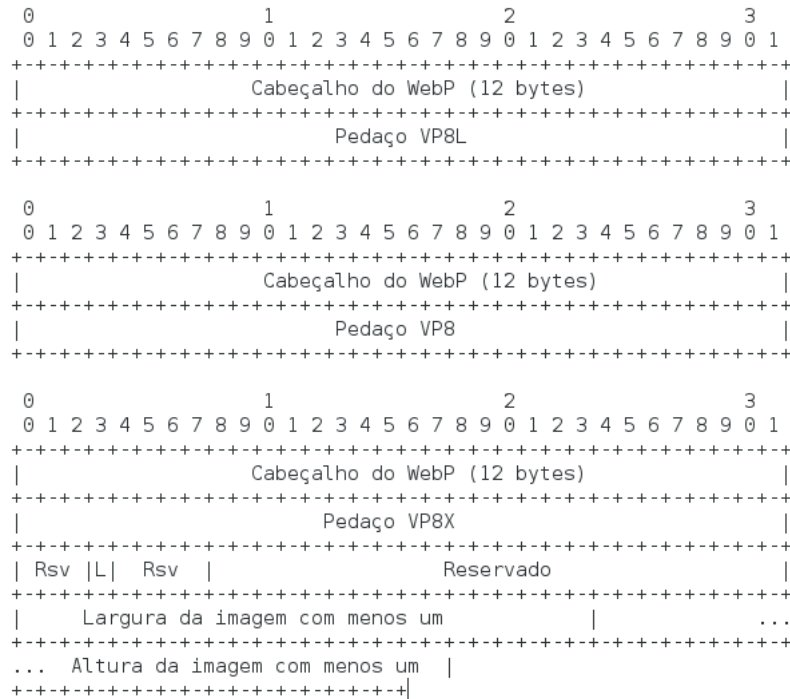 0                   1                   2                   3
0 1 2 3 4 5 6 7 8 9 0 1 2 3 4 5 6 7 8 9 0 1 2 3 4 5 6 7 8 9 0 1
+-+-+-+-+-+-+-+-+-+-+-+-+-+-+-+-+-+-+-+-+-+-+-+-+-+-+-+-+-+-+-+-+
|                   Cabeçalho do WebP (12 bytes)                |
+-+-+-+-+-+-+-+-+-+-+-+-+-+-+-+-+-+-+-+-+-+-+-+-+-+-+-+-+-+-+-+-+
|                          Pedaço VP8L                          |
+-+-+-+-+-+-+-+-+-+-+-+-+-+-+-+-+-+-+-+-+-+-+-+-+-+-+-+-+-+-+-+-+
0                   1                   2                   3
0 1 2 3 4 5 6 7 8 9 0 1 2 3 4 5 6 7 8 9 0 1 2 3 4 5 6 7 8 9 0 1
+-+-+-+-+-+-+-+-+-+-+-+-+-+-+-+-+-+-+-+-+-+-+-+-+-+-+-+-+-+-+-+-+
|                    Cabeçalho do WebP (12 bytes)               |
+-+-+-+-+-+-+-+-+-+-+-+-+-+-+-+-+-+-+-+-+-+-+-+-+-+-+-+-+-+-+-+-+
|                          Pedaço VP8                           |
+-+-+-+-+-+-+-+-+-+-+-+-+-+-+-+-+-+-+-+-+-+-+-+-+-+-+-+-+-+-+-+-+
0                   1                   2                   3
0 1 2 3 4 5 6 7 8 9 0 1 2 3 4 5 6 7 8 9 0 1 2 3 4 5 6 7 8 9 0 1
+-+-+-+-+-+-+-+-+-+-+-+-+-+-+-+-+-+-+-+-+-+-+-+-+-+-+-+-+-+-+-+-+
|                   Cabeçalho do WebP (12 bytes)                |
+-+-+-+-+-+-+-+-+-+-+-+-+-+-+-+-+-+-+-+-+-+-+-+-+-+-+-+-+-+-+-+-+
|                         Pedaço VP8X                           |
+-+-+-+-+-+-+-+-+-+-+-+-+-+-+-+-+-+-+-+-+-+-+-+-+-+-+-+-+-+-+-+-+
| Rsv |L|  Rsv  |                   Reservado                   |
+-+-+-+-+-+-+-+-+-+-+-+-+-+-+-+-+-+-+-+-+-+-+-+-+-+-+-+-+-+-+-+-+
|     Largura da imagem com menos um            |             ...
+-+-+-+-+-+-+-+-+-+-+-+-+-+-+-+-+-+-+-+-+-+-+-+-+-+-+-+-+-+-+-+-+
...  Altura da imagem com menos um  |
+-+-+-+-+-+-+-+-+-+-+-+-+-+-+-+-+|